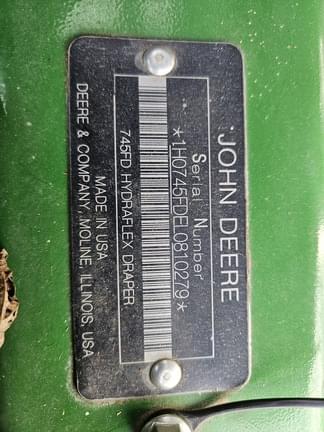 JOHN DEERE
Serial Number
*1H0745FDEL0810279*
745FD HYDRAFLEX DRAPER
MADE IN USA
DEERE & COMPANY, MOLINE, ILLINOIS, USA